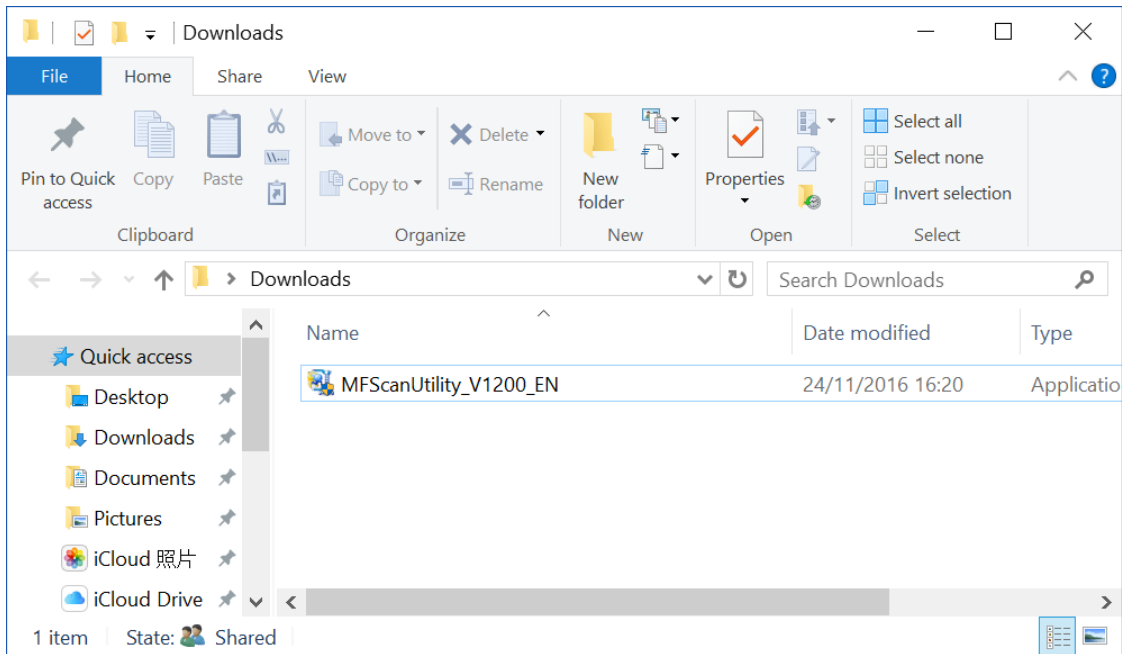 Downloads
File Home Share View
Pin to Quick access
Copy
Paste
Clipboard
Move to
Copy to
Delete
Rename
Organize
New folder
New
Properties
Open
Select all
Select none
Invert selection
Select
Downloads
Search Downloads
Quick access
Desktop
Downloads
Documents
Pictures
iCloud 照片
iCloud Drive
Name Date modified Type
MFScanUtility_V1200_EN 24/11/2016 16:20 Applicatio
1 item State: Shared